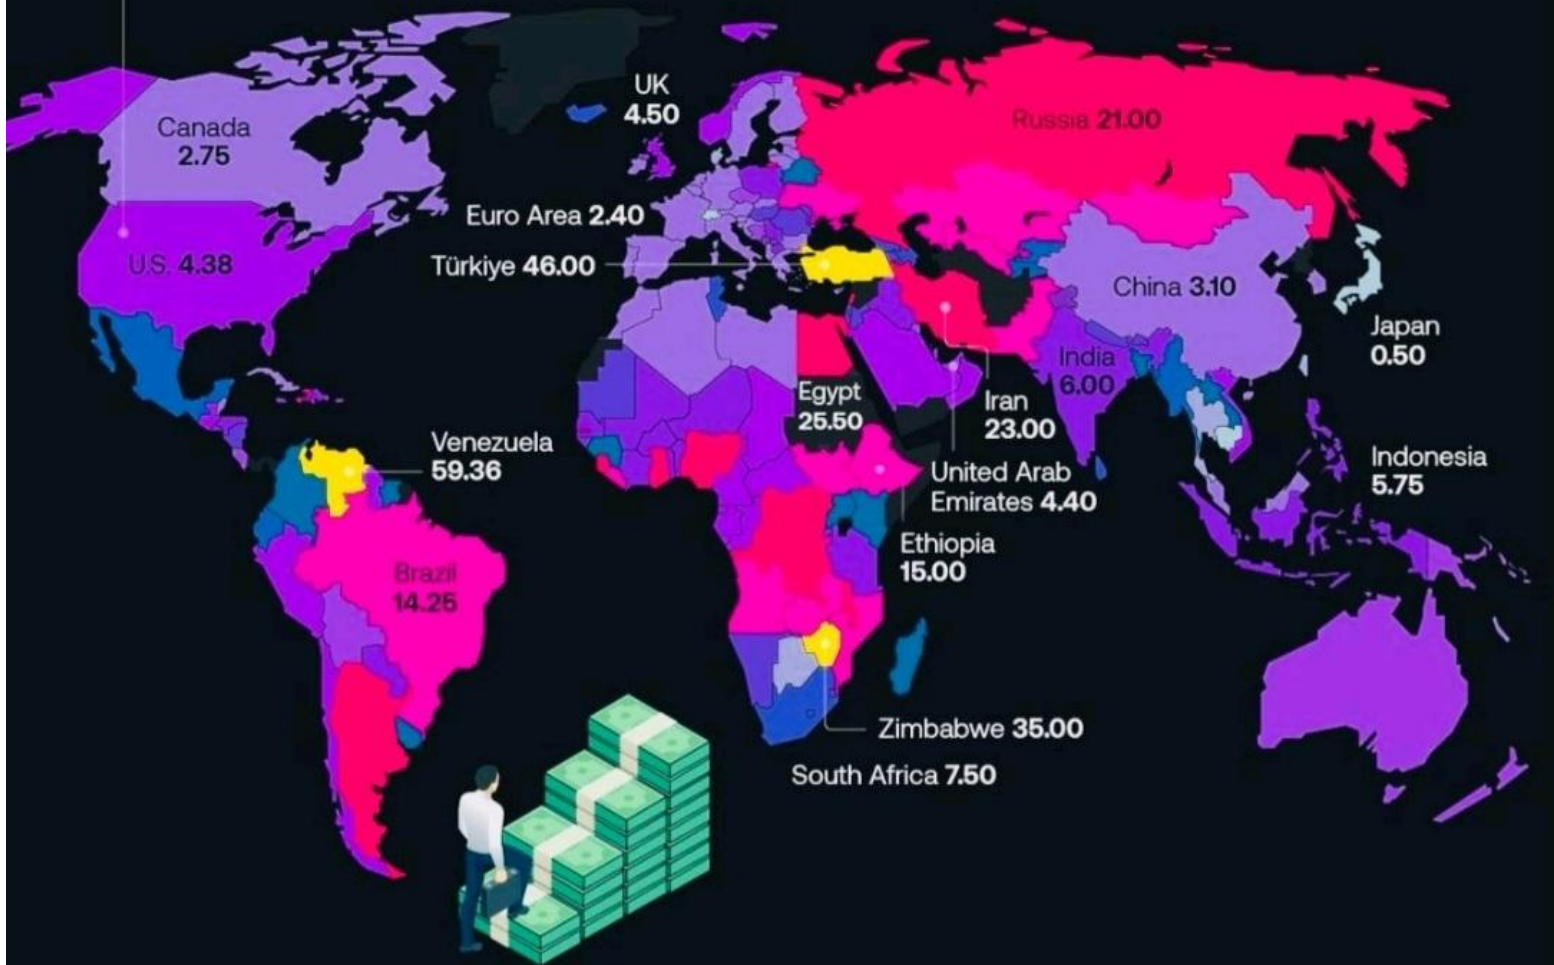 UK
4.50
Canada
2.75
Russia 21.00
Euro Area 2.40
U.S. 4.38
Türkiye 46.00
China 3.10
Japan
0.50
India
6.00
Egypt
25.50
Iran
23.00
Venezuela
59.36
United Arab
Emirates 4.40
Indonesia
5.75
Ethiopia
15.00
Brazil
14.25
Zimbabwe 35.00
South Africa 7.50